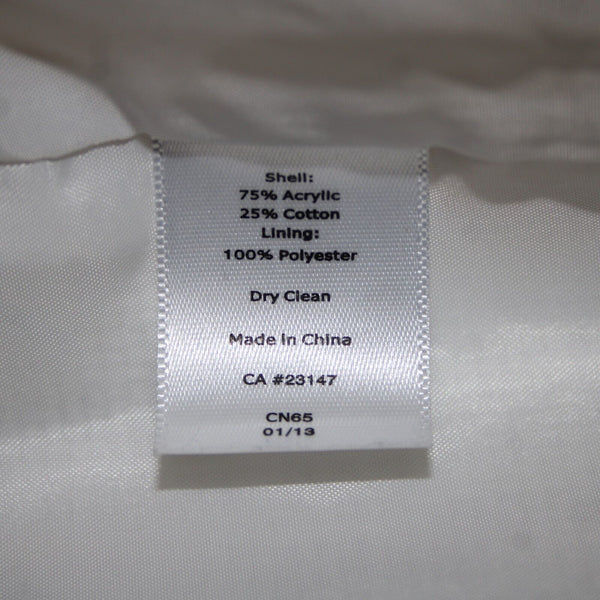 Shell:
75% Acrylic
25% Cotton
Lining:
100% Polyester
Dry Clean
Made in China
CA #23147
CN65
01/13